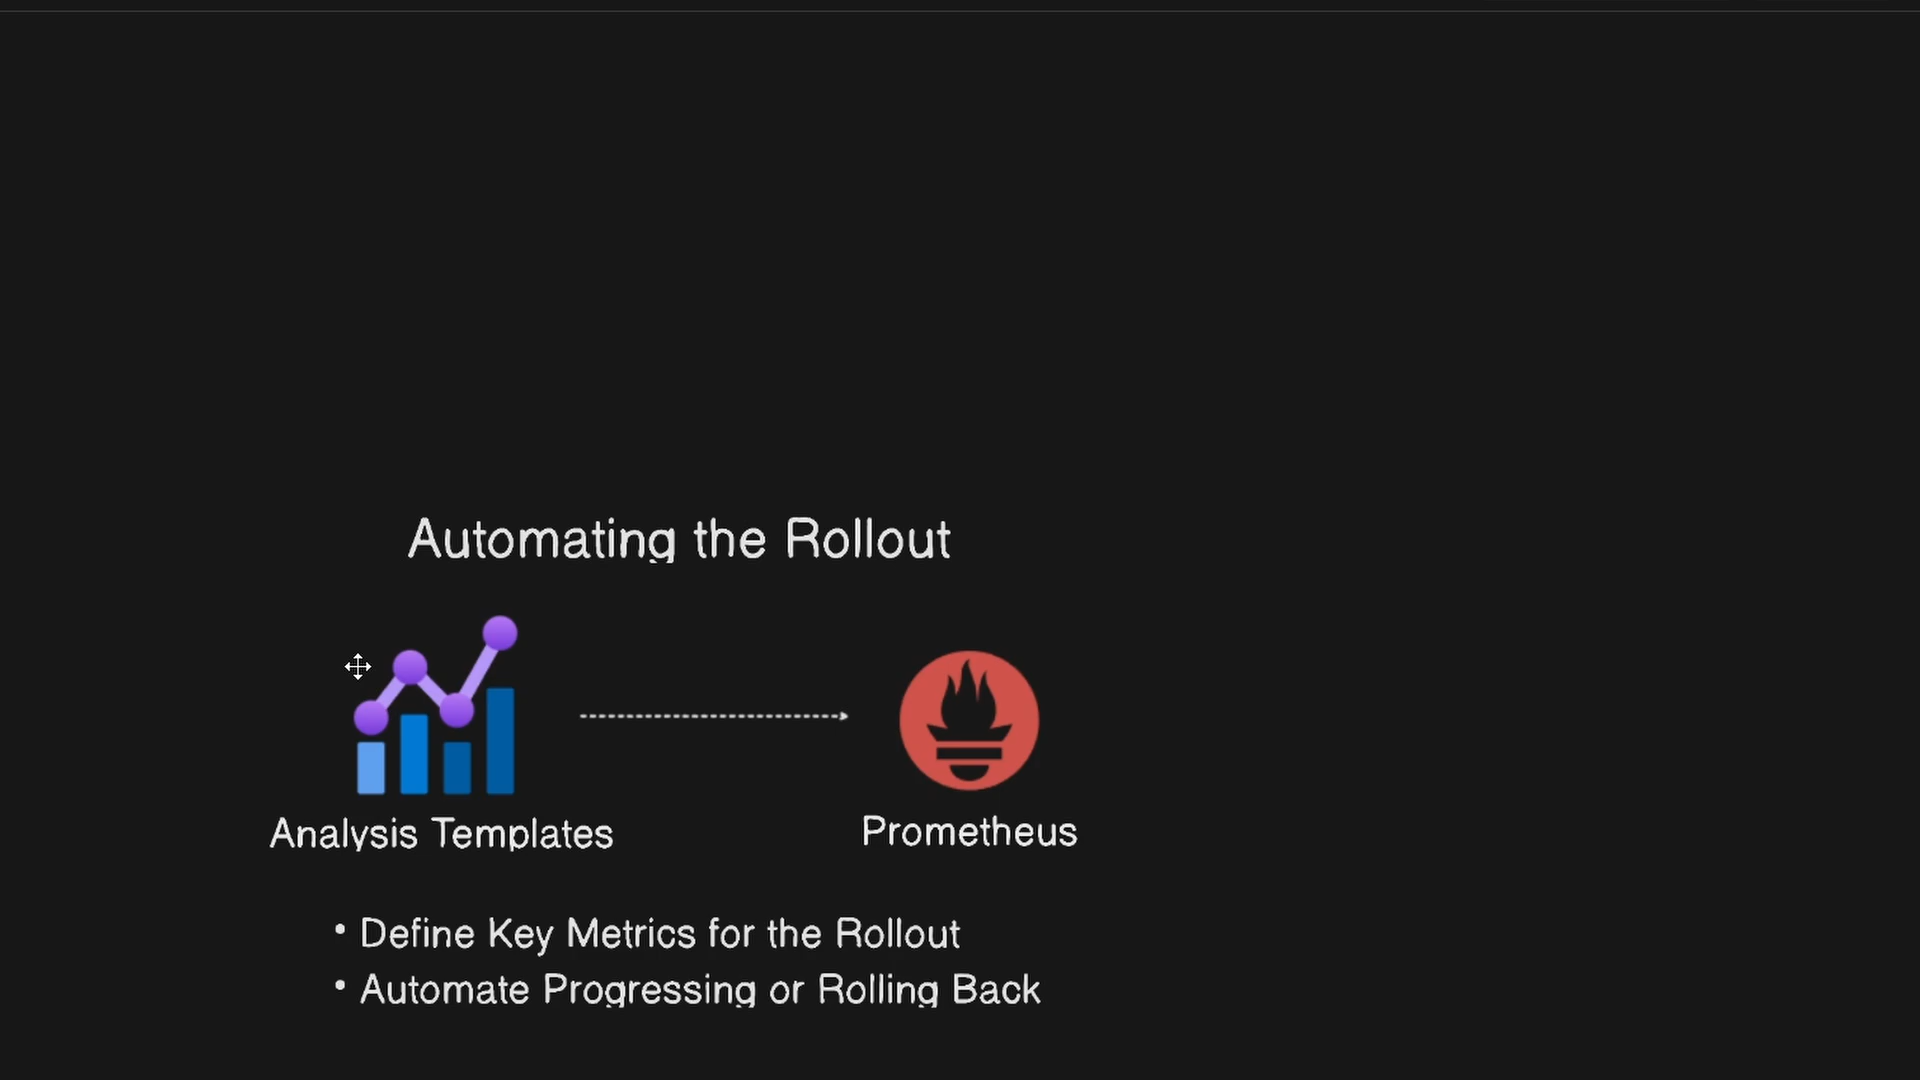 Automating the Rollout
Analysis Templates
Prometheus
• Define Key Metrics for the Rollout
• Automate Progressing or Rolling Back